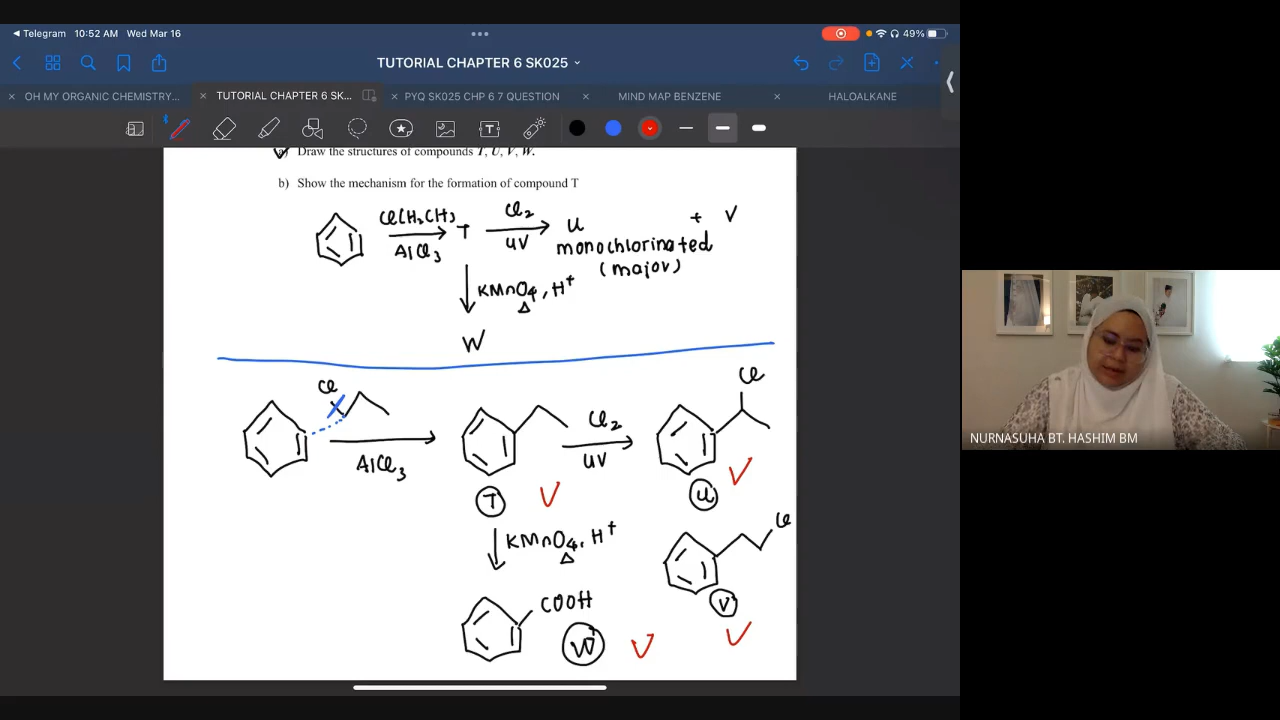 Telegram 10:52 AM Wed Mar 16
49%
TUTORIAL CHAPTER 6 SK025
OH MY ORGANIC CHEMISTRY...
TUTORIAL CHAPTER 6 SK...
PYQ SK025 CHP 6 7 QUESTION
MIND MAP BENZENE
HALOALKANE
a) Draw the structures of compounds T, U, V, W.
b) Show the mechanism for the formation of compound T
ClCH2CH3
AlCl3
T
Cl2
UV
U
monochlorinated
(major)
+ V
KMnO4, H+
Δ
W
Cl
AlCl3
T
Cl2
UV
Cl
U
KMnO4, H+
Δ
Cl
V
COOH
W
NURNASUHA BT. HASHIM BM